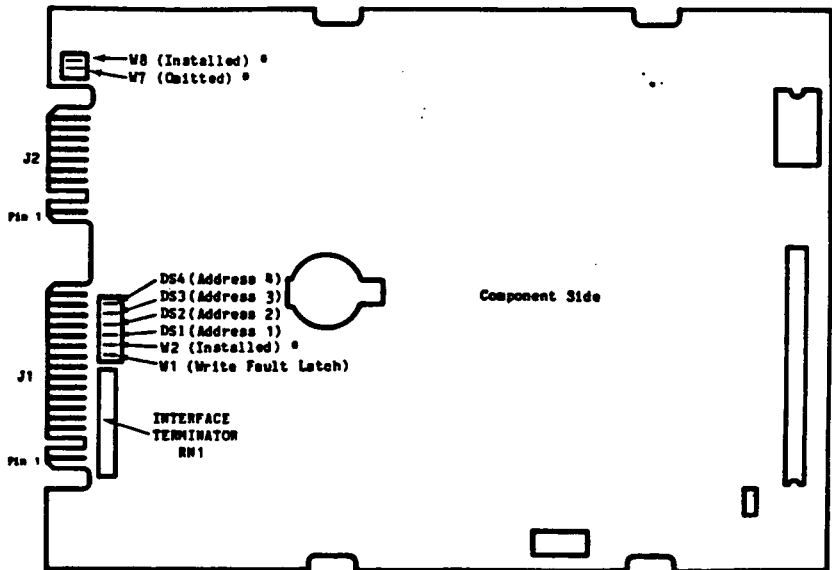 W8 (Installed) *
W7 (Omitted) *
J2
Pin 1
DS4 (Address 4)
DS3 (Address 3)
DS2 (Address 2)
DS1 (Address 1)
W2 (Installed) *
W1 (Write Fault Latch)
Component Side
J1
INTERFACE
TERMINATOR
RN1
Pin 1